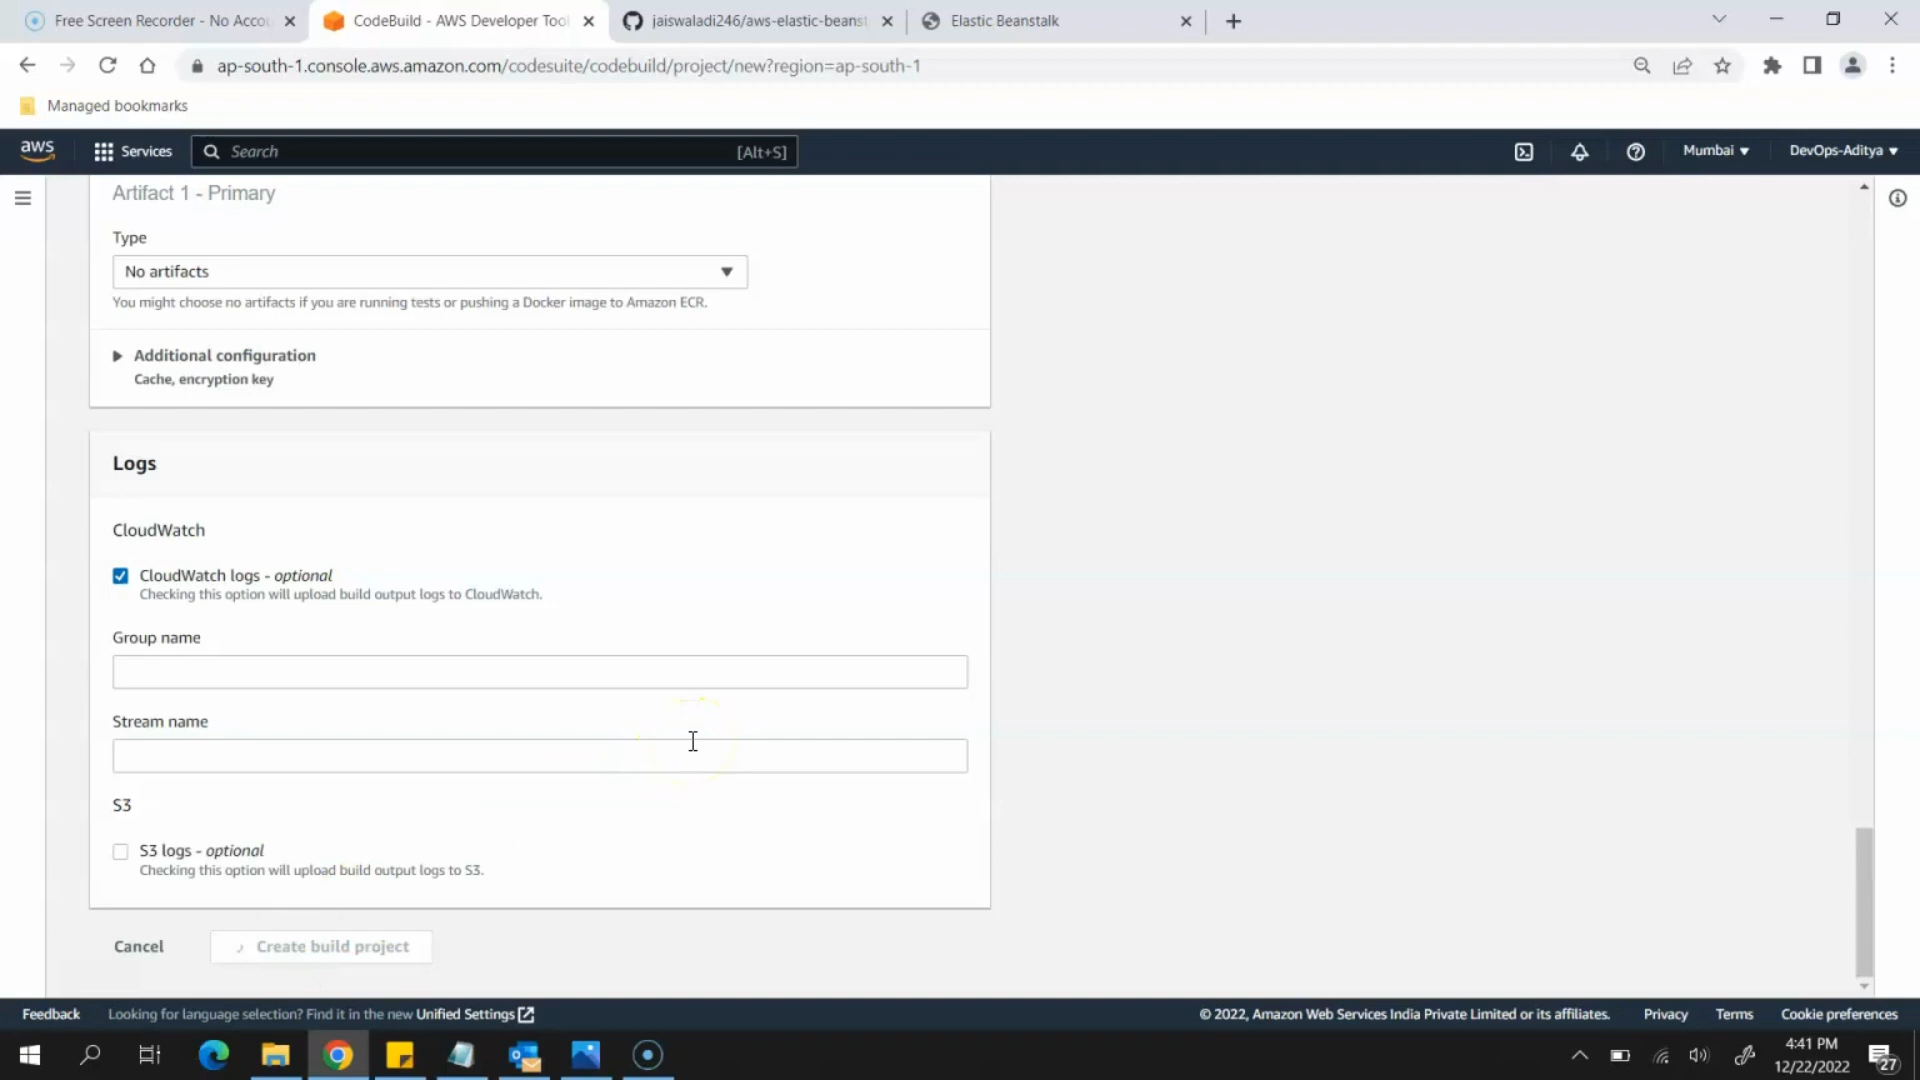 Free Screen Recorder - No Acco
CodeBuild - AWS Developer Tool
jaiswaladi246/aws-elastic-beanst
Elastic Beanstalk
ap-south-1.console.aws.amazon.com/codesuite/codebuild/project/new?region=ap-south-1
Managed bookmarks
aws
Services
Search
[Alt+S]
Mumbai
DevOps-Aditya
Artifact 1 - Primary
Type
No artifacts
You might choose no artifacts if you are running tests or pushing a Docker image to Amazon ECR.
Additional configuration
Cache, encryption key
Logs
CloudWatch
CloudWatch logs - optional
Checking this option will upload build output logs to CloudWatch.
Group name
Stream name
S3
S3 logs - optional
Checking this option will upload build output logs to S3.
Cancel
Create build project
Feedback
Looking for language selection? Find it in the new Unified Settings
© 2022, Amazon Web Services India Private Limited or its affiliates.
Privacy
Terms
Cookie preferences
4:41 PM
12/22/2022
27